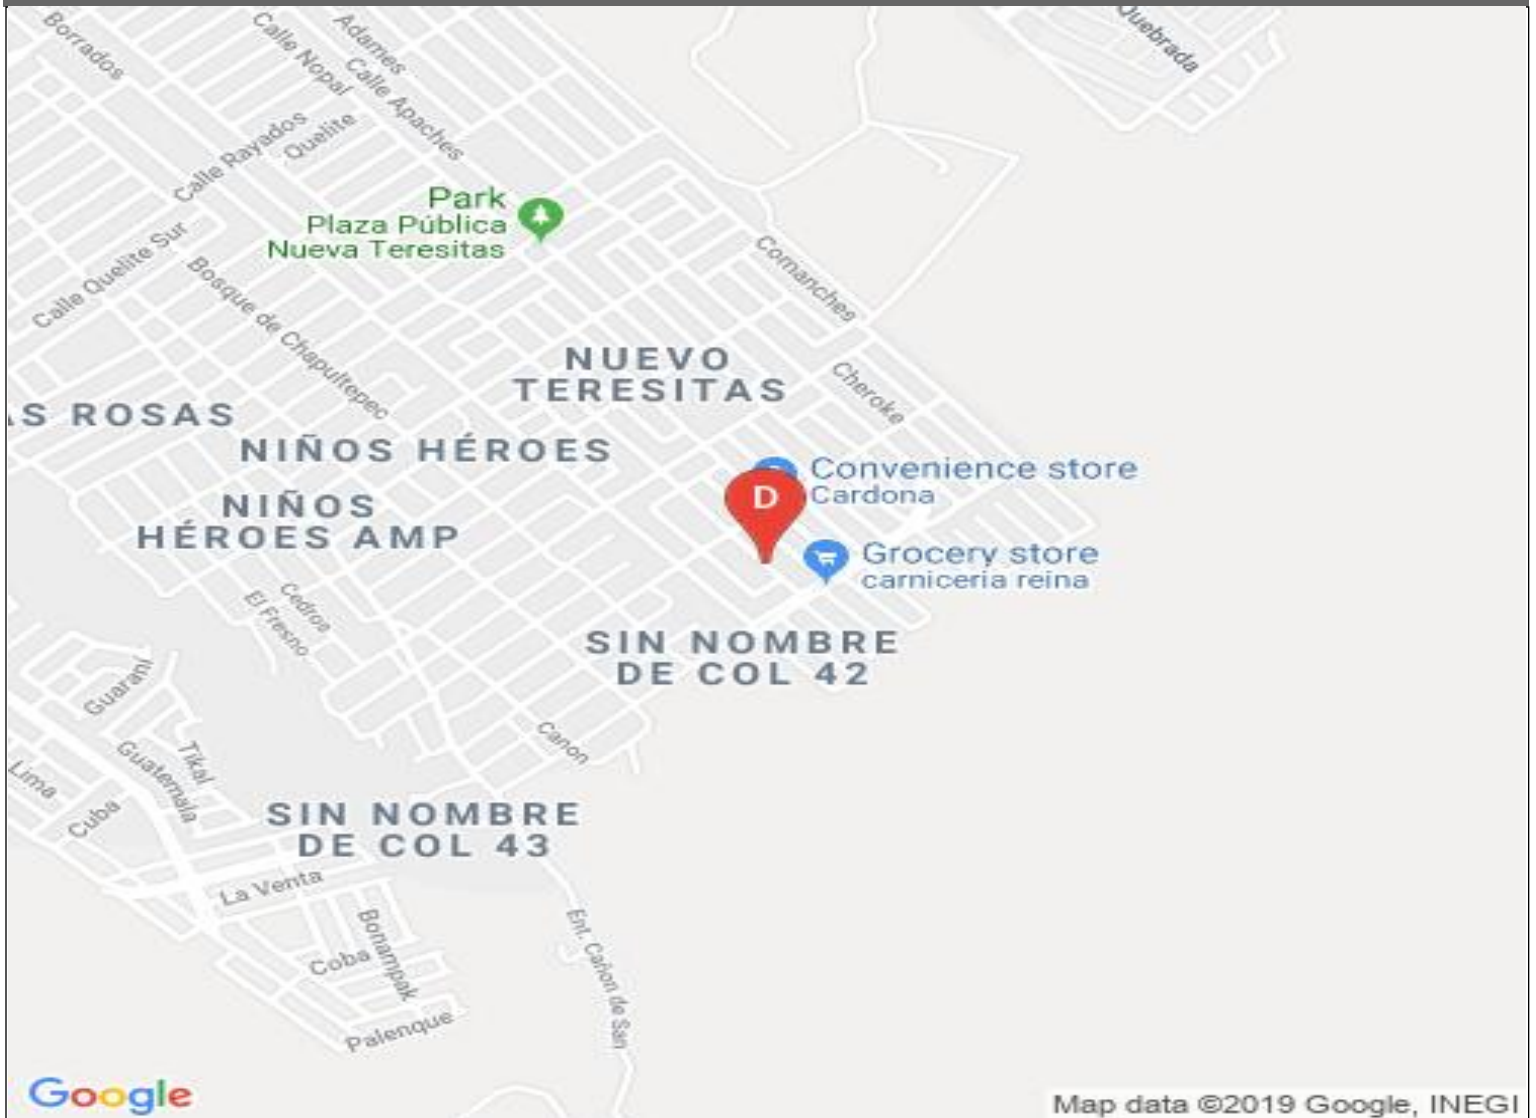 Borrados
Calle Nopal
Adames
Calle Apaches
Quebrada
Calle Rayados
Quelite
Park
Plaza Pública
Nueva Teresitas
Calle Quelite Sur
Bosque de Chapultepec
Comanches
NUEVO
TERESITAS
Cheroke
AS ROSAS
NIÑOS HÉROES
Convenience store
Cardona
D
NIÑOS
HÉROES AMP
Grocery store
carniceria reina
Cedros
El Fresno
SIN NOMBRE
DE COL 42
Guaraní
Canon
Tikal
Guatemala
Lima
Cuba
SIN NOMBRE
DE COL 43
La Venta
Bonampak
Coba
Ent. Cañon de San
Palenque
Google
Map data ©2019 Google, INEGI